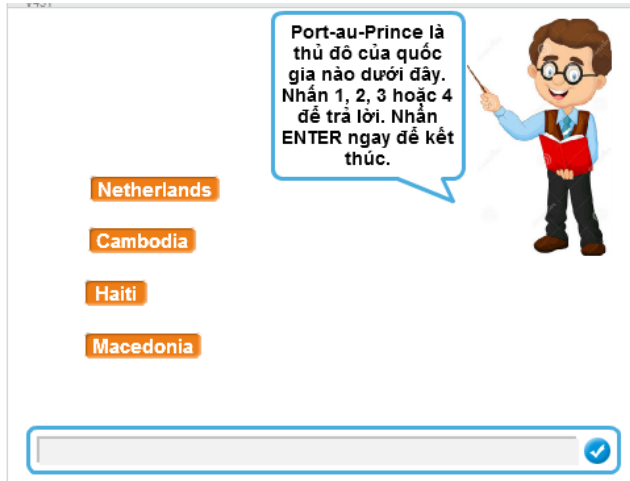 Port-au-Prince là
thủ đô của quốc
gia nào dưới đây.
Nhấn 1, 2, 3 hoặc 4
để trả lời. Nhấn
ENTER ngay để kết
thúc.
Netherlands
Cambodia
Haiti
Macedonia